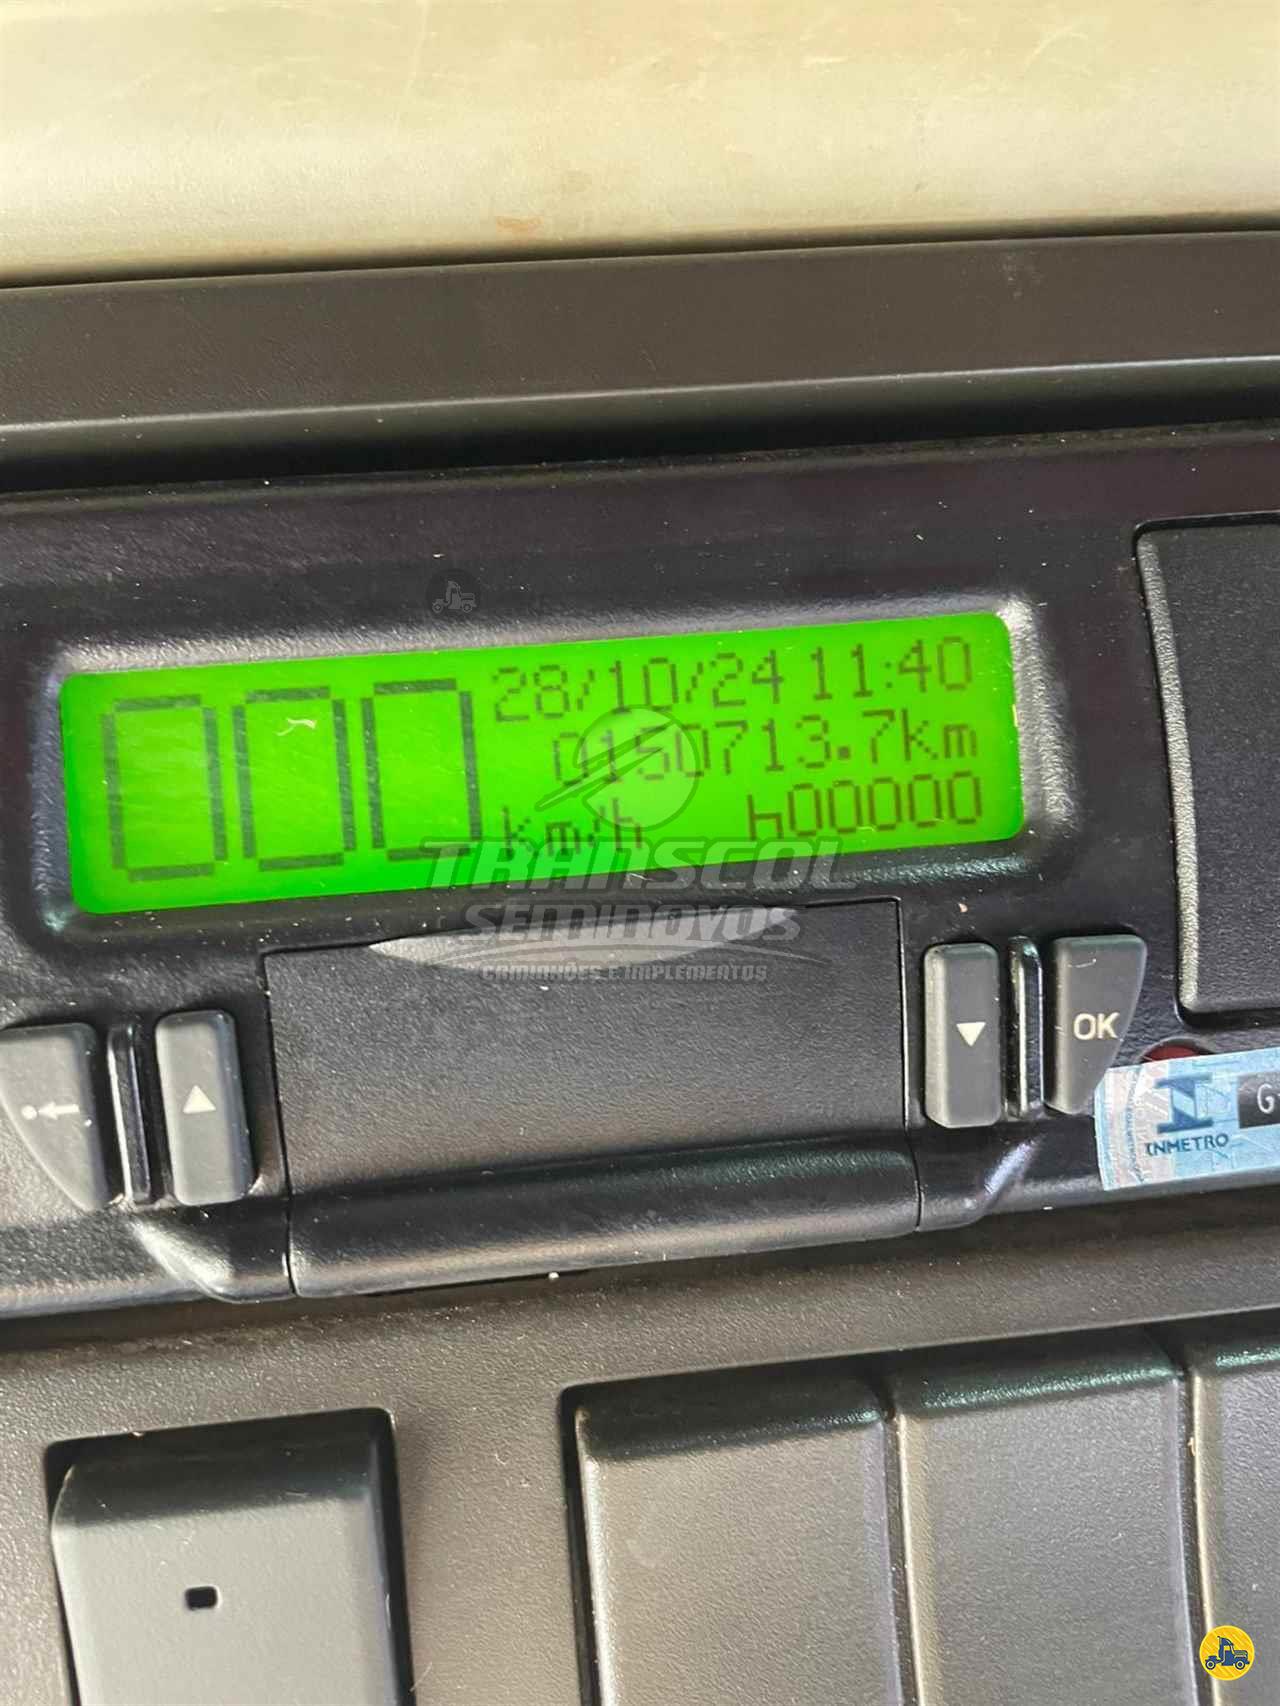 28/10/24 11:40
000
0150713.7km
km/h
h00000
TRANSCOL
SEMINOVOS
CAMINHÕES E IMPLEMENTOS
OK
INMETRO
G